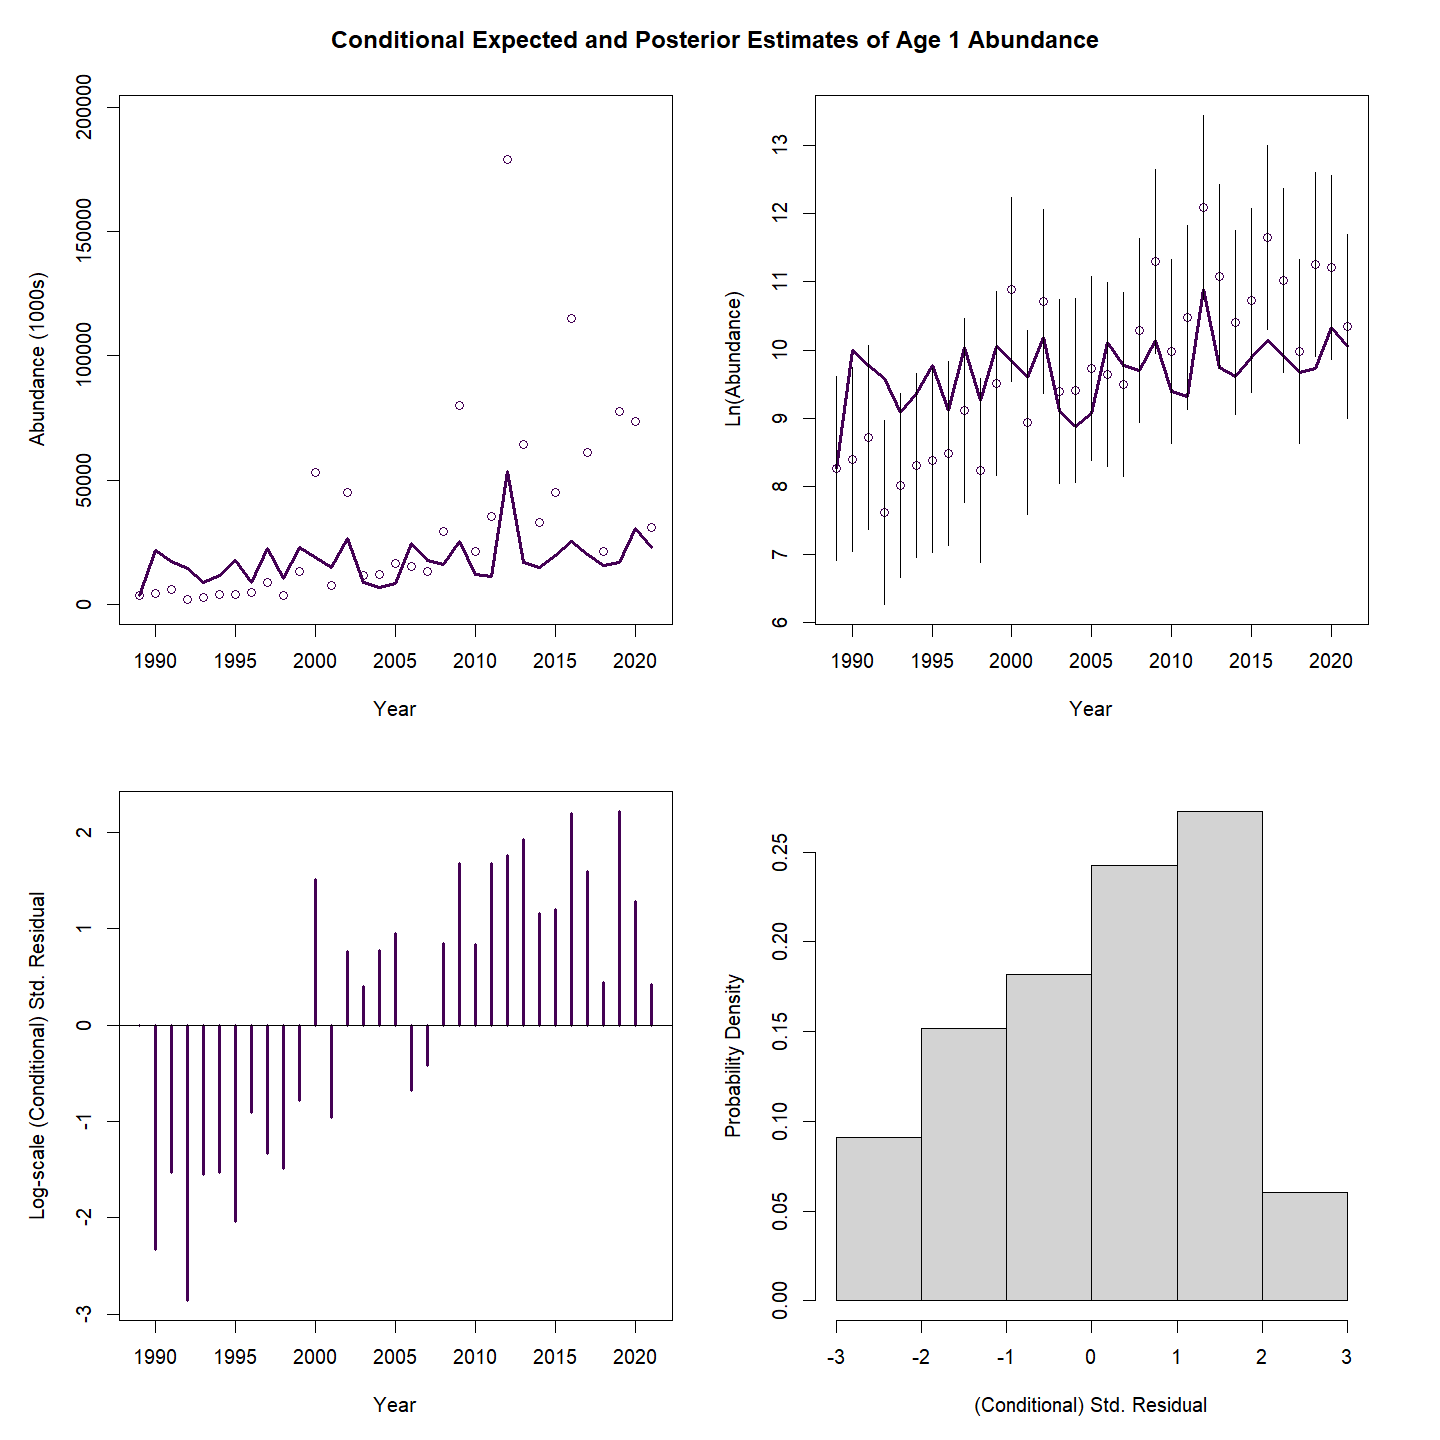 Conditional Expected and Posterior Estimates of Age 1 Abundance
Abundance (1000s)
200000
150000
100000
50000
0
1990 1995 2000 2005 2010 2015 2020
Year
Ln(Abundance)
13
12
11
10
9
8
7
6
1990 1995 2000 2005 2010 2015 2020
Year
Log-scale (Conditional) Std. Residual
2
1
0
-1
-2
-3
1990 1995 2000 2005 2010 2015 2020
Year
Probability Density
0.25
0.20
0.15
0.10
0.05
0.00
-3 -2 -1 0 1 2 3
(Conditional) Std. Residual